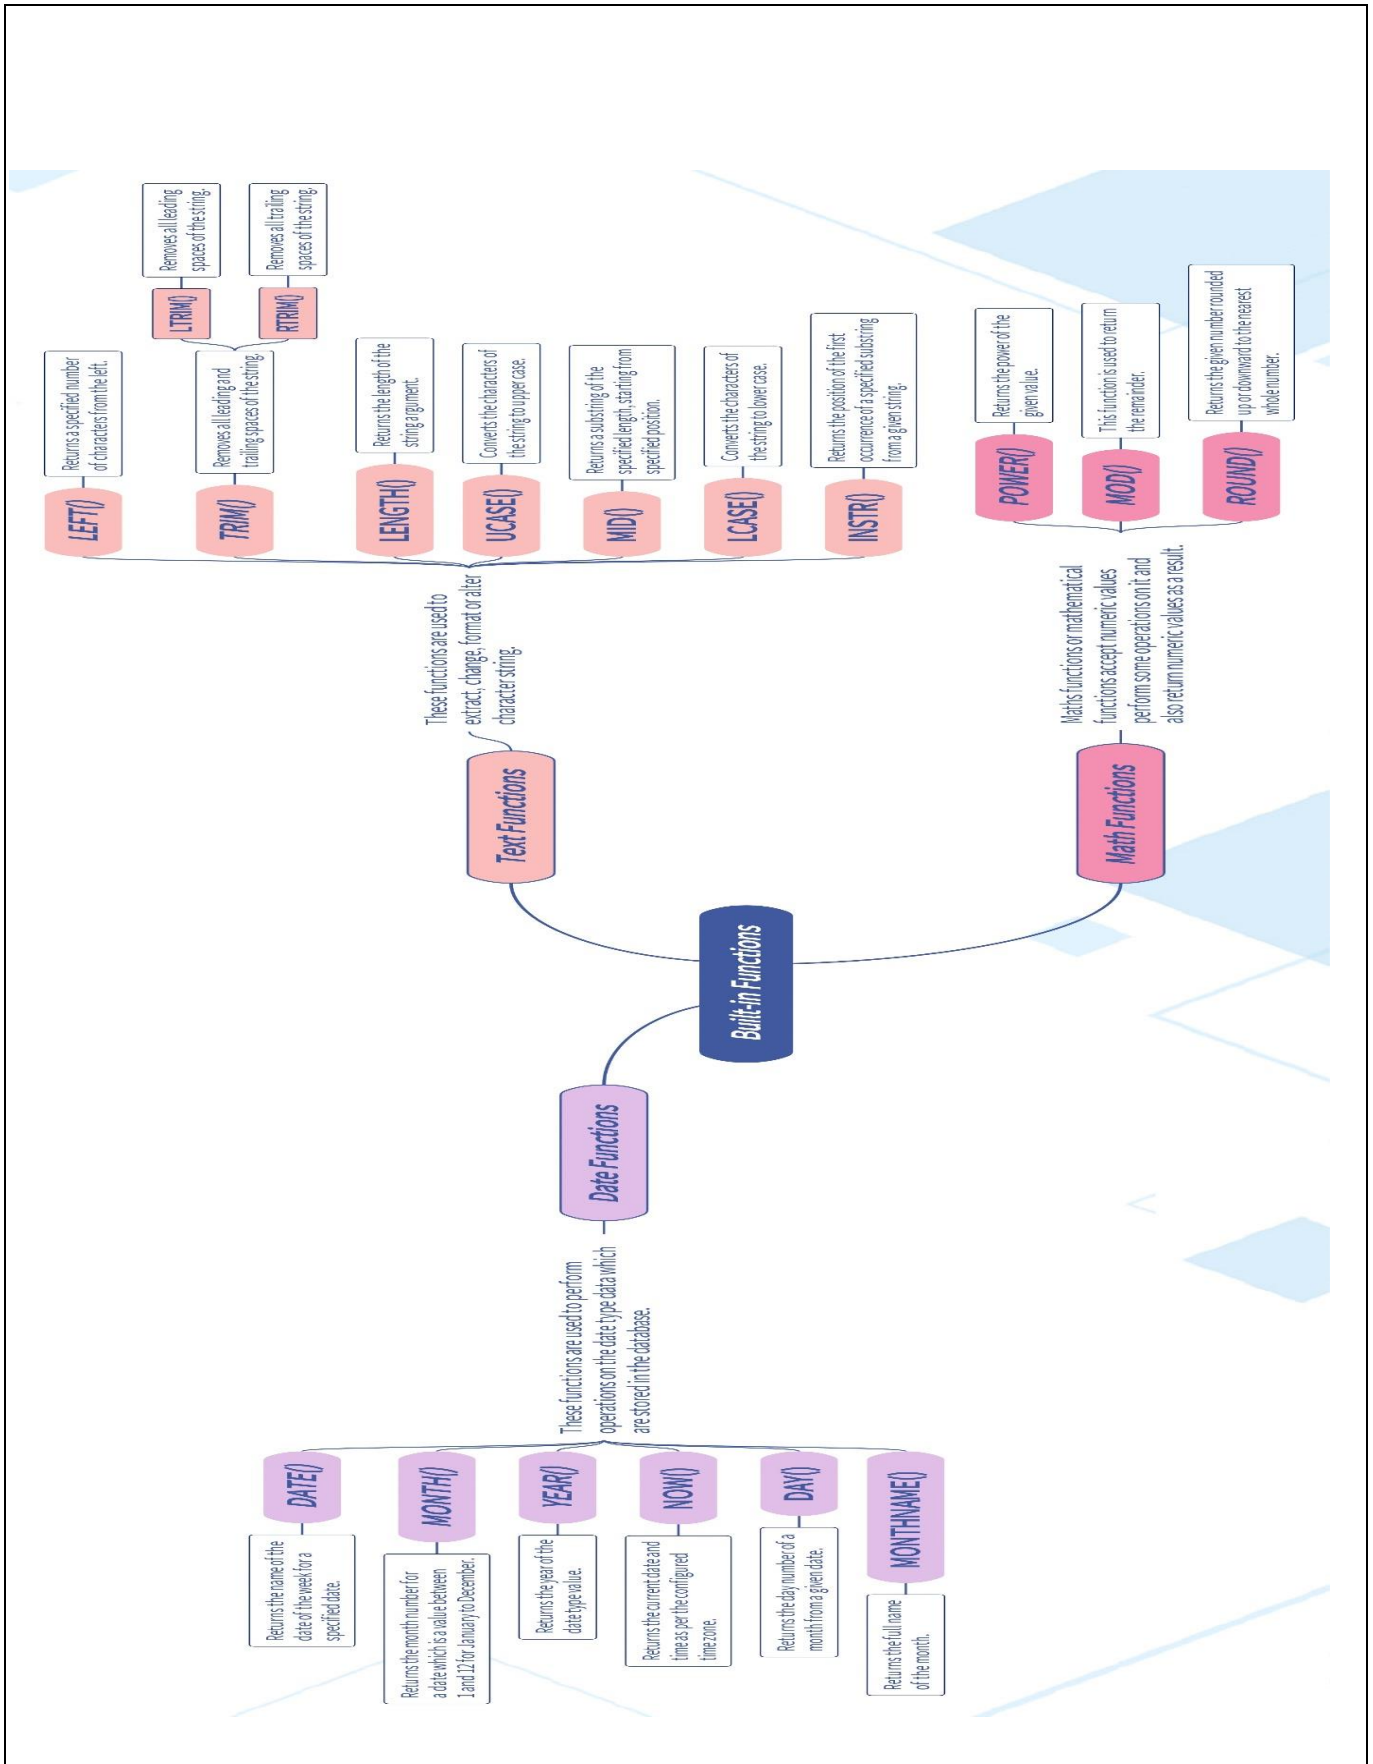 Built-in Functions
Text Functions
These functions are used to
extract, change, format or alter
character string.
LEFT()
Returns a specified number
of characters from the left.
TRIM()
Removes all leading and
trailing spaces of the string.
LTRIM()
Removes all leading
spaces of the string.
RTRIM()
Removes all trailing
spaces of the string.
LENGTH()
Returns the length of the
string argument.
UCASE()
Converts the characters of
the string to upper case.
MID()
Returns a substring of the
specified length, starting from
specified position.
LCASE()
Converts the characters of
the string to lower case.
INSTR()
Returns the position of the first
occurrence of a specified substring
from a given string.
Math Functions
Maths functions or mathematical
functions accept numeric values
perform some operations on it and
also return numeric values as a result.
POWER()
Returns the power of the
given value.
MOD()
This function is used to return
the remainder.
ROUND()
Returns the given number rounded
up or downward to the nearest
whole number.
Date Functions
These functions are used to perform
operations on the date type data which
are stored in the database.
DATE()
Returns the name of the
date of the week for a
specified date.
MONTH()
Returns the month number for
a date which is a value between
1 and 12 for January to December.
YEAR()
Returns the year of the
date type value.
NOW()
Returns the current date and
time as per the configured
time zone.
DAY()
Returns the day number of a
month from a given date.
MONTHNAME()
Returns the full name
of the month.